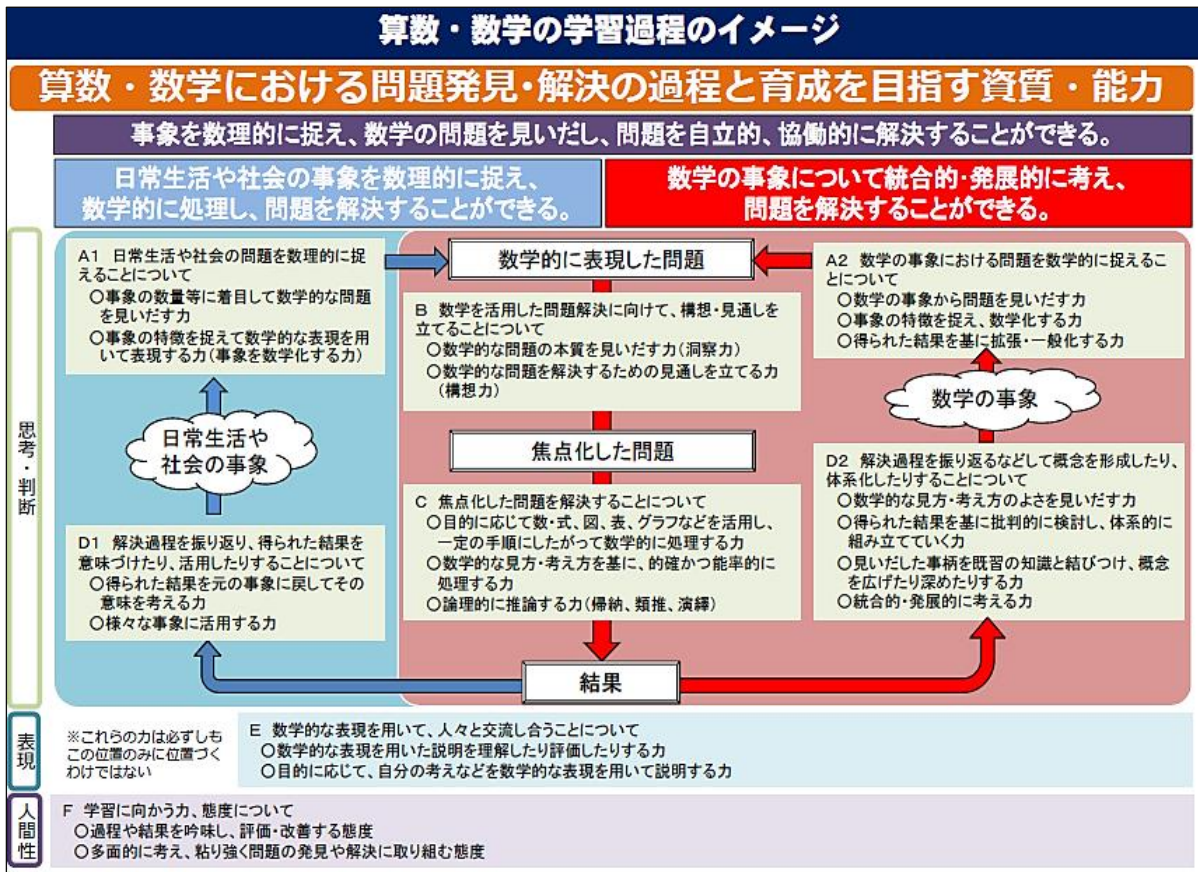 算数・数学の学習過程のイメージ
算数・数学における問題発見・解決の過程と育成を目指す資質・能力
事象を数理的に捉え、数学の問題を見いだし、問題を自立的、協働的に解決することができる。
日常生活や社会の事象を数理的に捉え、
数学的に処理し、問題を解決することができる。
数学の事象について統合的・発展的に考え、
問題を解決することができる。
思考・判断
A1 日常生活や社会の問題を数理的に捉
えることについて
○事象の数量等に着目して数学的な問題
を見いだす力
○事象の特徴を捉えて数学的な表現を用
いて表現する力(事象を数学化する力)
日常生活や
社会の事象
D1 解決過程を振り返り、得られた結果を
意味づけたり、活用したりすることについて
○得られた結果を元の事象に戻してその
意味を考える力
○様々な事象に活用する力
数学的に表現した問題
B 数学を活用した問題解決に向けて、構想・見通しを
立てることについて
○数学的な問題の本質を見いだす力(洞察力)
○数学的な問題を解決するための見通しを立てる力
(構想力)
焦点化した問題
C 焦点化した問題を解決することについて
○目的に応じて数・式、図、表、グラフなどを活用し、
一定の手順にしたがって数学的に処理する力
○数学的な見方・考え方を基に、的確かつ能率的に
処理する力
○論理的に推論する力(帰納、類推、演繹)
結果
A2 数学の事象における問題を数学的に捉えるこ
とについて
○数学の事象から問題を見いだす力
○事象の特徴を捉え、数学化する力
○得られた結果を基に拡張・一般化する力
数学の事象
D2 解決過程を振り返るなどして概念を形成したり、
体系化したりすることについて
○数学的な見方・考え方のよさを見いだす力
○得られた結果を基に批判的に検討し、体系的に
組み立てていく力
○見いだした事柄を既習の知識と結びつけ、概念
を広げたり深めたりする力
○統合的・発展的に考える力
表現
※これらの力は必ずしも
この位置のみに位置づく
わけではない
E 数学的な表現を用いて、人々と交流し合うことについて
○数学的な表現を用いた説明を理解したり評価したりする力
○目的に応じて、自分の考えなどを数学的な表現を用いて説明する力
人間性
F 学習に向かう力、態度について
○過程や結果を吟味し、評価・改善する態度
○多面的に考え、粘り強く問題の発見や解決に取り組む態度